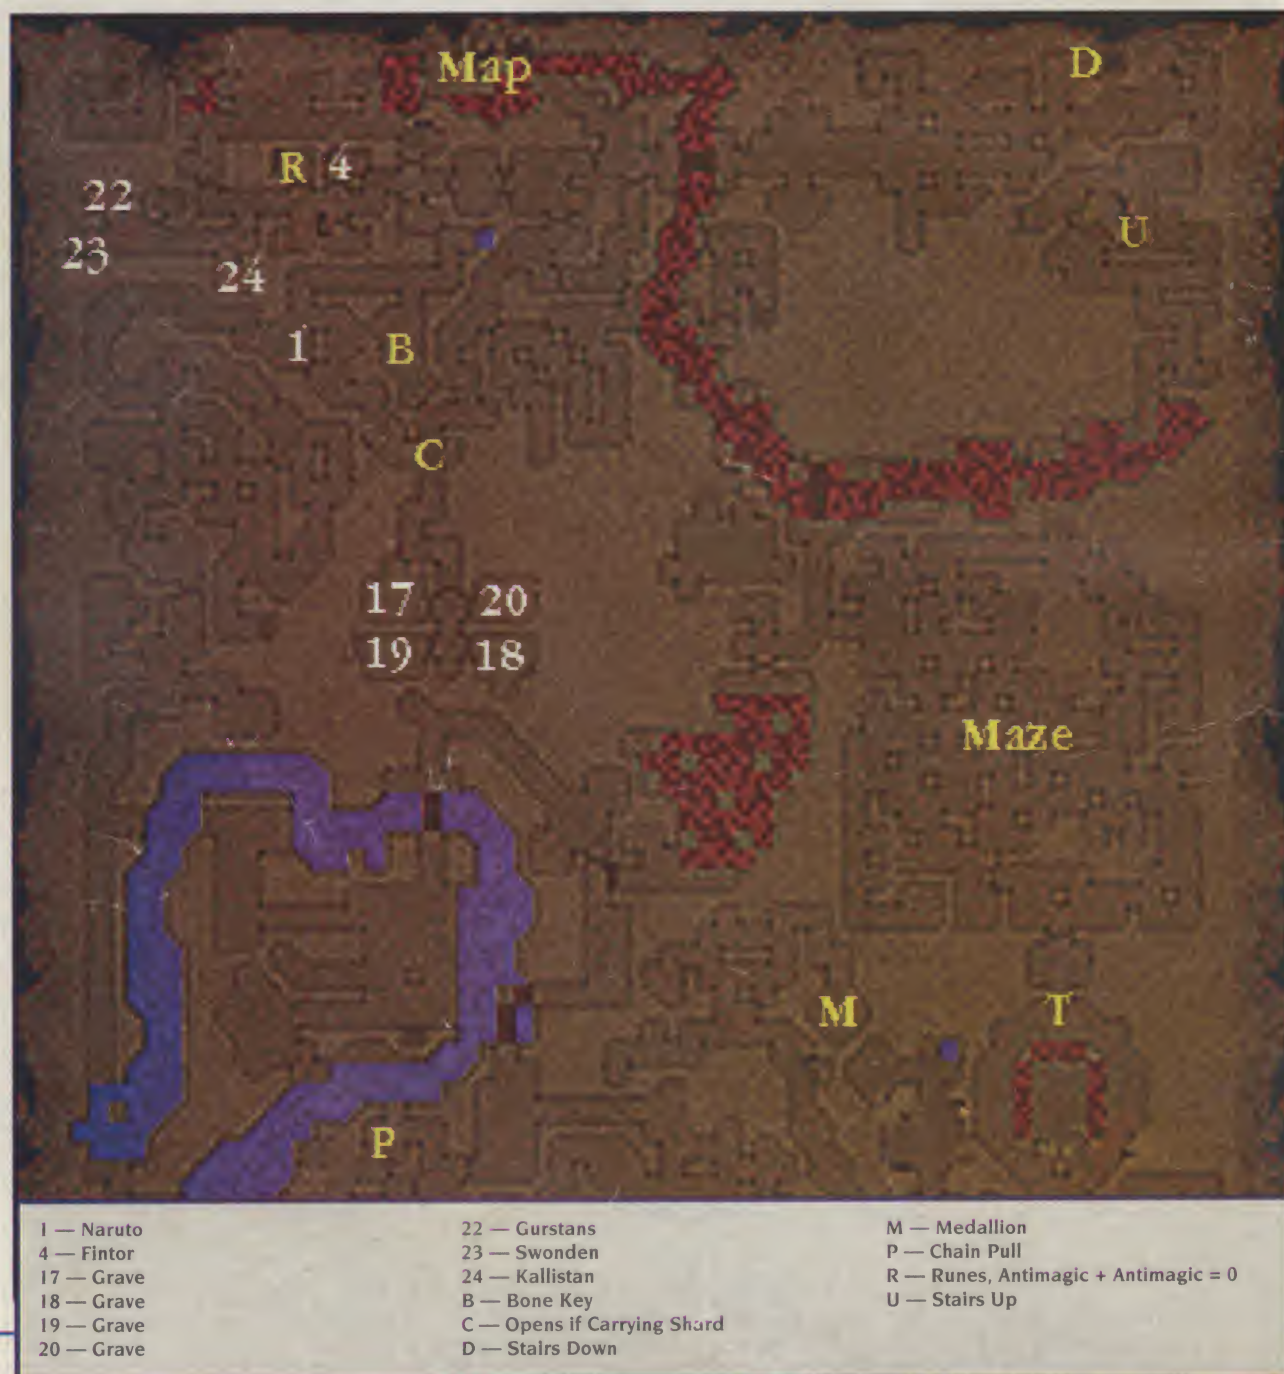 Map
D
R 4
22
U
23
24
1
B
C
17 20
19 18
Maze
M
T
P
1 — Naruto
4 — Fintor
17 — Grave
18 — Grave
19 — Grave
20 — Grave
22 — Gurstans
23 — Swonden
24 — Kallistan
B — Bone Key
C — Opens if Carrying Shard
D — Stairs Down
M — Medallion
P — Chain Pull
R — Runes, Antimagic + Antimagic = 0
U — Stairs Up